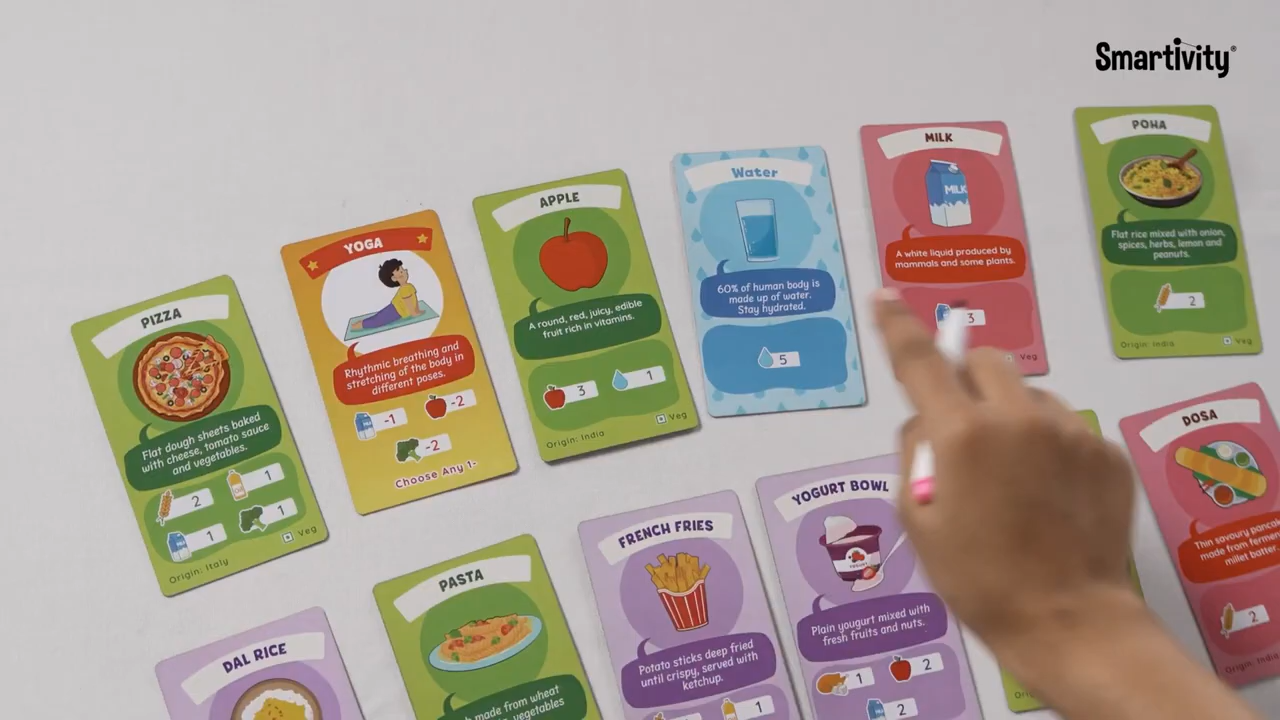 Smartivity
PIZZA
Flat dough sheets baked
with cheese, tomato sauce
and vegetables.
2
1
1
1
Veg
Origin: Italy
YOGA
Rhythmic breathing and
stretching of the body in
different poses.
-1
-2
-2
Choose Any 1-
APPLE
A round, red, juicy, edible
fruit rich in vitamins.
3
1
Veg
Origin: India
Water
60% of human body is
made up of water.
Stay hydrated.
5
MILK
MILK
A white liquid produced by
mammals and some plants.
3
Veg
POHA
Flat rice mixed with onion,
spices, herbs, lemon and
peanuts.
2
Origin: India
Veg
DAL RICE
PASTA
made from wheat
vegetables
FRENCH FRIES
Potato sticks deep fried
until crispy, served with
ketchup.
1
YOGURT BOWL
YOGURT
Plain yougurt mixed with
fresh fruits and nuts.
1
2
2
DOSA
Thin savoury
made from
millet batter
2
Origin: India